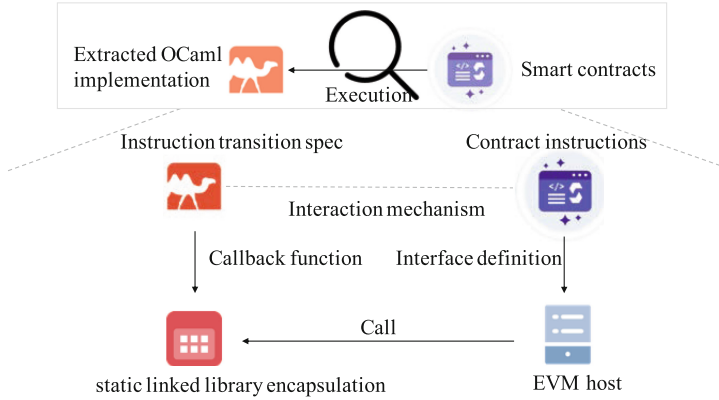 Extracted OCaml
implementation
Smart contracts
Execution
Instruction transition spec
Contract instructions
Interaction mechanism
Callback function
Interface definition
Call
static linked library encapsulation
EVM host